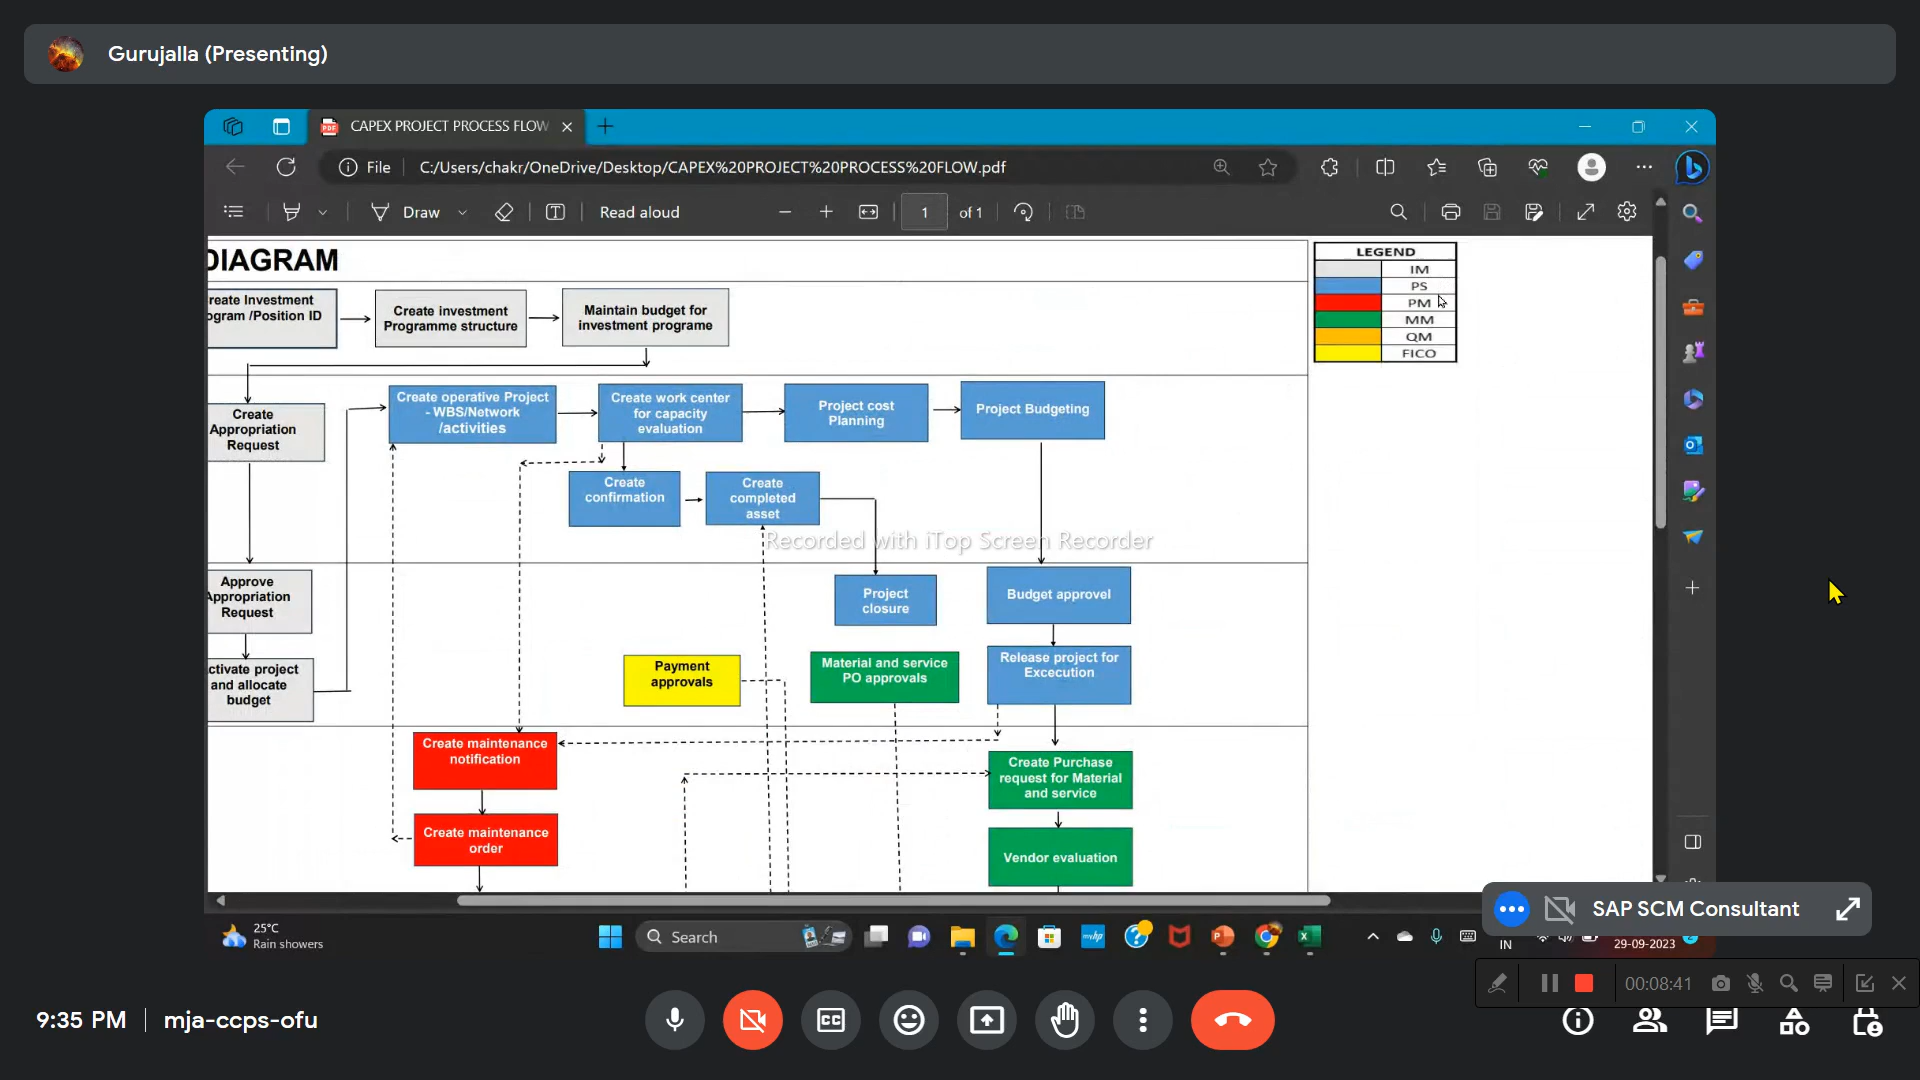 Gurujalla (Presenting)
CAPEX PROJECT PROCESS FLOW
File
C:/Users/chakr/OneDrive/Desktop/CAPEX%20PROJECT%20PROCESS%20FLOW.pdf
Draw
Read aloud
1
of 1
DIAGRAM
LEGEND
IM
PS
PM
MM
QM
FICO
reate Investment
ogram /Position ID
Create investment
Programme structure
Maintain budget for
investment programe
Create
Appropriation
Request
Create operative Project
- WBS/Network
/activities
Create work center
for capacity
evaluation
Project cost
Planning
Project Budgeting
Create
confirmation
Create
completed
asset
Recorded with iTop Screen Recorder
Approve
Appropriation
Request
Project
closure
Budget approvel
ctivate project
and allocate
budget
Payment
approvals
Material and service
PO approvals
Release project for
Excecution
Create maintenance
notification
Create Purchase
request for Material
and service
Create maintenance
order
Vendor evaluation
SAP SCM Consultant
25°C
Rain showers
Search
myhp
IN
29-09-2023
00:08:41
9:35 PM
mja-ccps-ofu
CC